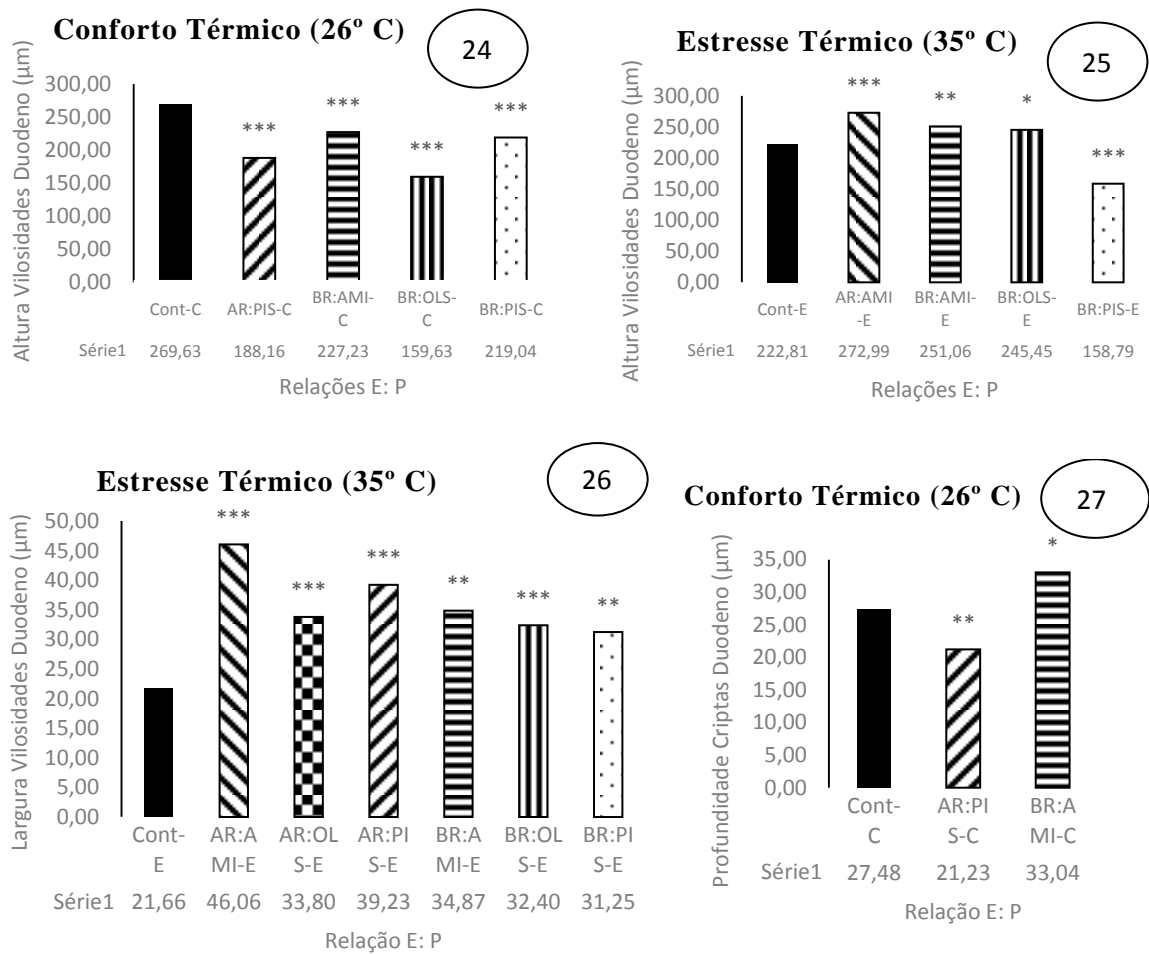 Conforto Térmico (26º C)
24
Altura Vilosidades Duodeno (µm)
300,00
250,00
200,00
150,00
100,00
50,00
0,00
***
***
***
***
Cont-C AR:PIS-C BR:AMI-C BR:OLS-C BR:PIS-C
Série1 269,63 188,16 227,23 159,63 219,04
Relações E: P
Estresse Térmico (35º C)
25
Altura Vilosidades Duodeno (µm)
300,00
250,00
200,00
150,00
100,00
50,00
0,00
***
**
*
***
Cont-E AR:AMI-E BR:AMI-E BR:OLS-E BR:PIS-E
Série1 222,81 272,99 251,06 245,45 158,79
Relações E: P
Estresse Térmico (35º C)
26
Largura Vilosidades Duodeno (µm)
50,00
45,00
40,00
35,00
30,00
25,00
20,00
15,00
10,00
5,00
0,00
***
***
***
**
***
**
Cont-E AR:AMI-E AR:OLS-E AR:PIS-E BR:AMI-E BR:OLS-E BR:PIS-E
Série1 21,66 46,06 33,80 39,23 34,87 32,40 31,25
Relação E: P
Conforto Térmico (26º C)
27
Profundidade Criptas Duodeno (µm)
35,00
30,00
25,00
20,00
15,00
10,00
5,00
0,00
**
*
Cont-C AR:PIS-C BR:AMI-C
Série1 27,48 21,23 33,04
Relação E: P